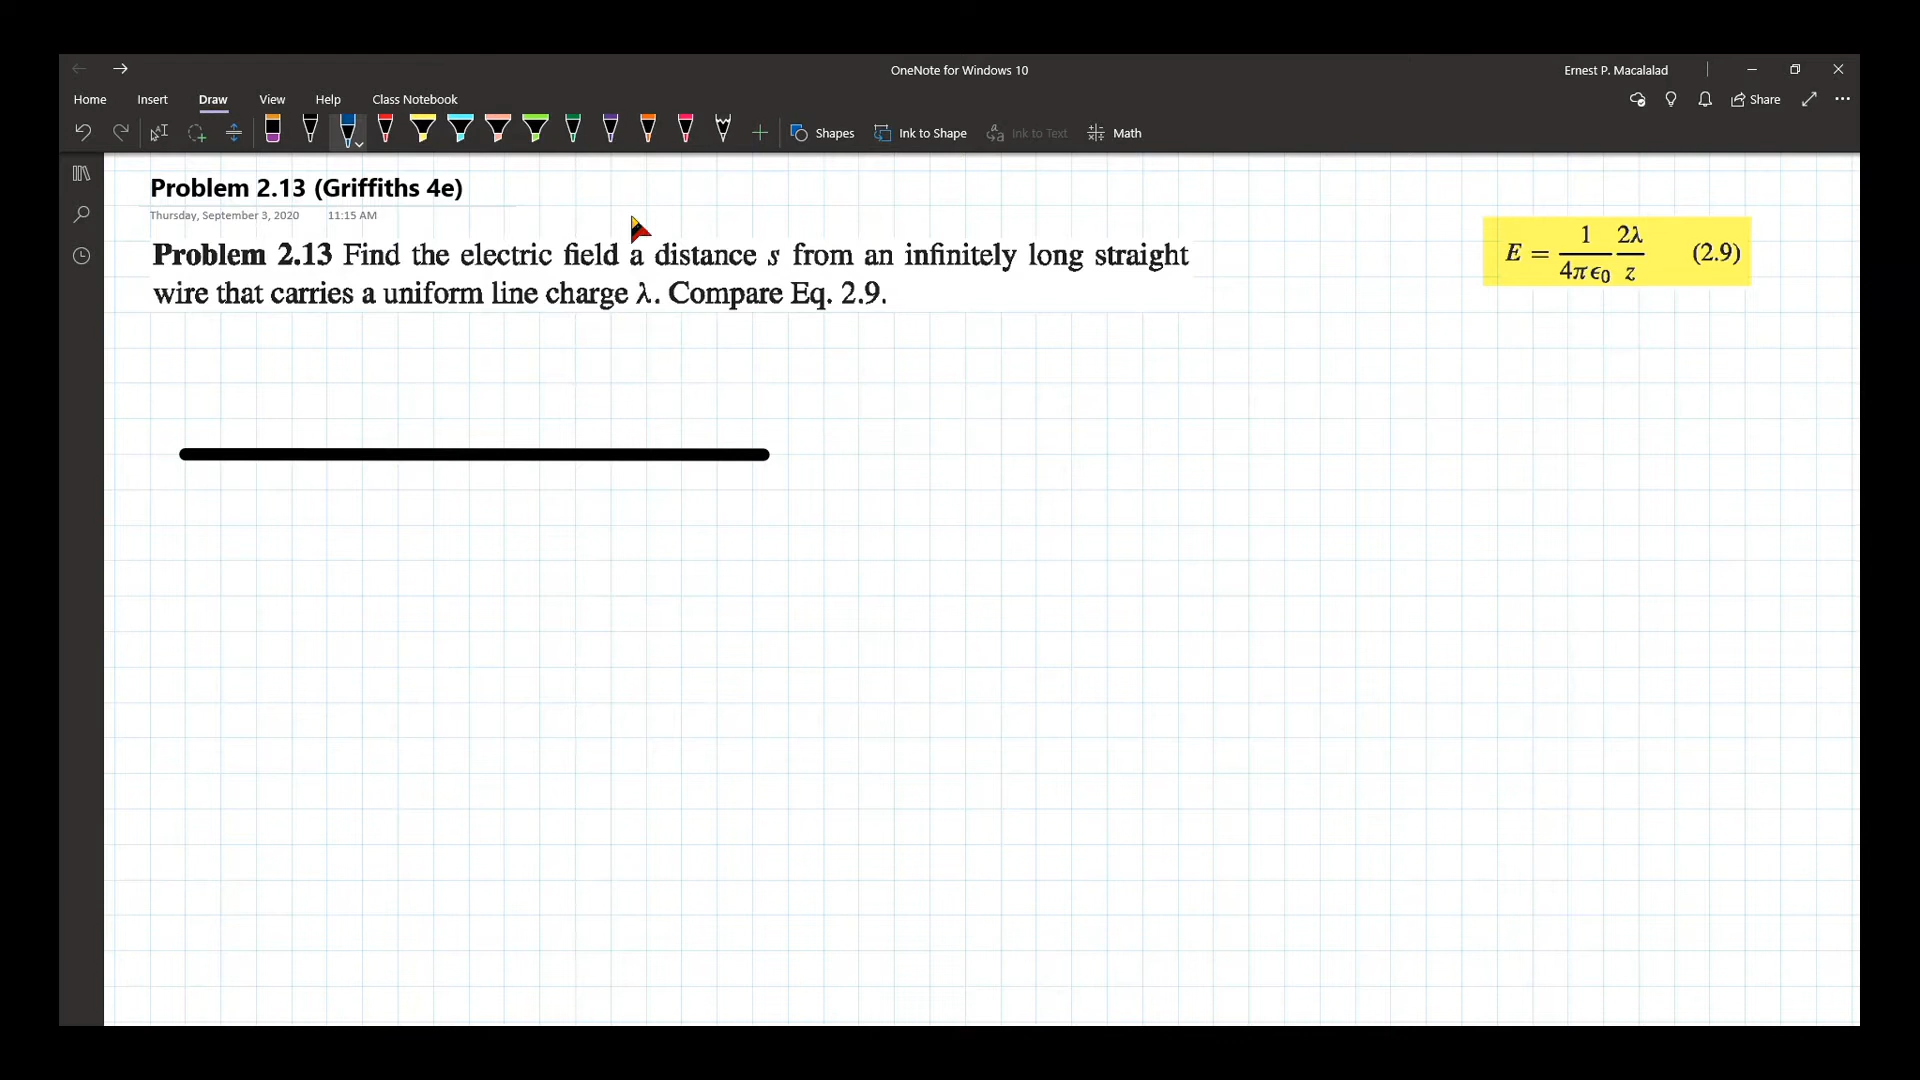 OneNote for Windows 10
Ernest P. Macalalad
Home Insert Draw View Help Class Notebook
Share
Shapes Ink to Shape Ink to Text Math
Problem 2.13 (Griffiths 4e)
Thursday, September 3, 2020 11:15 AM
Problem 2.13 Find the electric field a distance s from an infinitely long straight
wire that carries a uniform line charge λ. Compare Eq. 2.9.
E = \frac{1}{4πϵ₀} \frac{2λ}{z} (2.9)